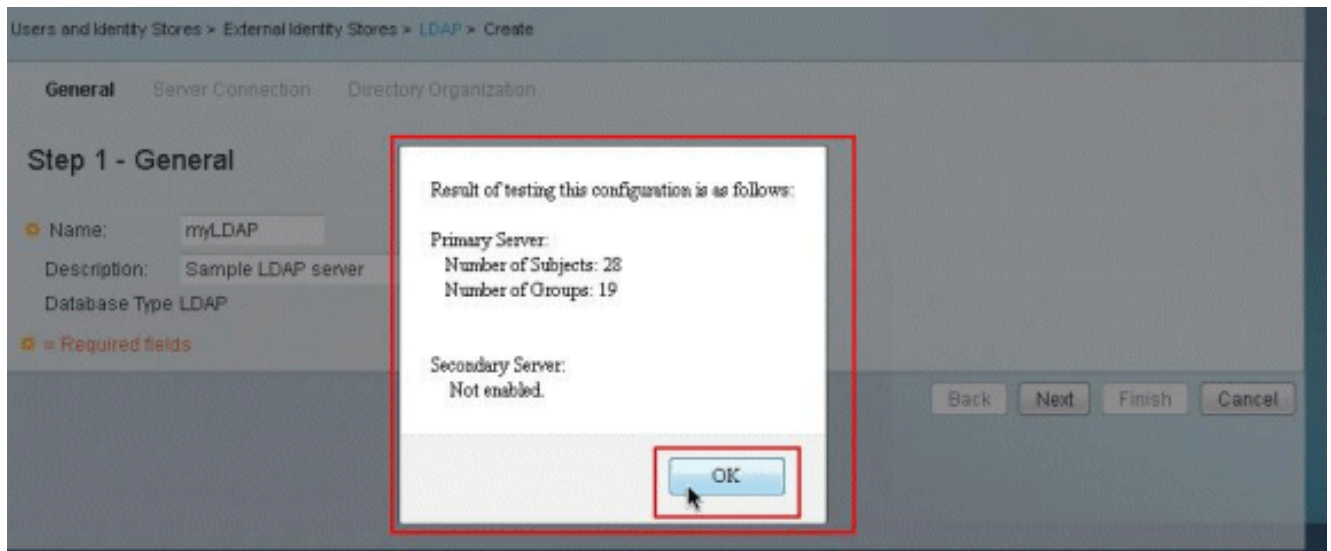 Users and Identity Stores > External Identity Stores > LDAP > Create
General Server Connection Directory Organization
Step 1 - General
Name: myLDAP
Description: Sample LDAP server
Database Type LDAP
= Required fields
Result of testing this configuration is as follows:
Primary Server:
Number of Subjects: 28
Number of Groups: 19
Secondary Server:
Not enabled.
OK
Back Next Finish Cancel